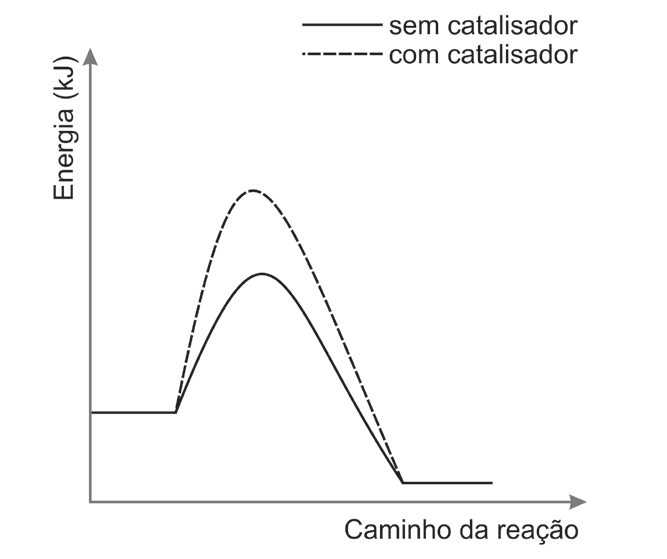 sem catalisador
com catalisador
Energia (kJ)
Caminho da reação